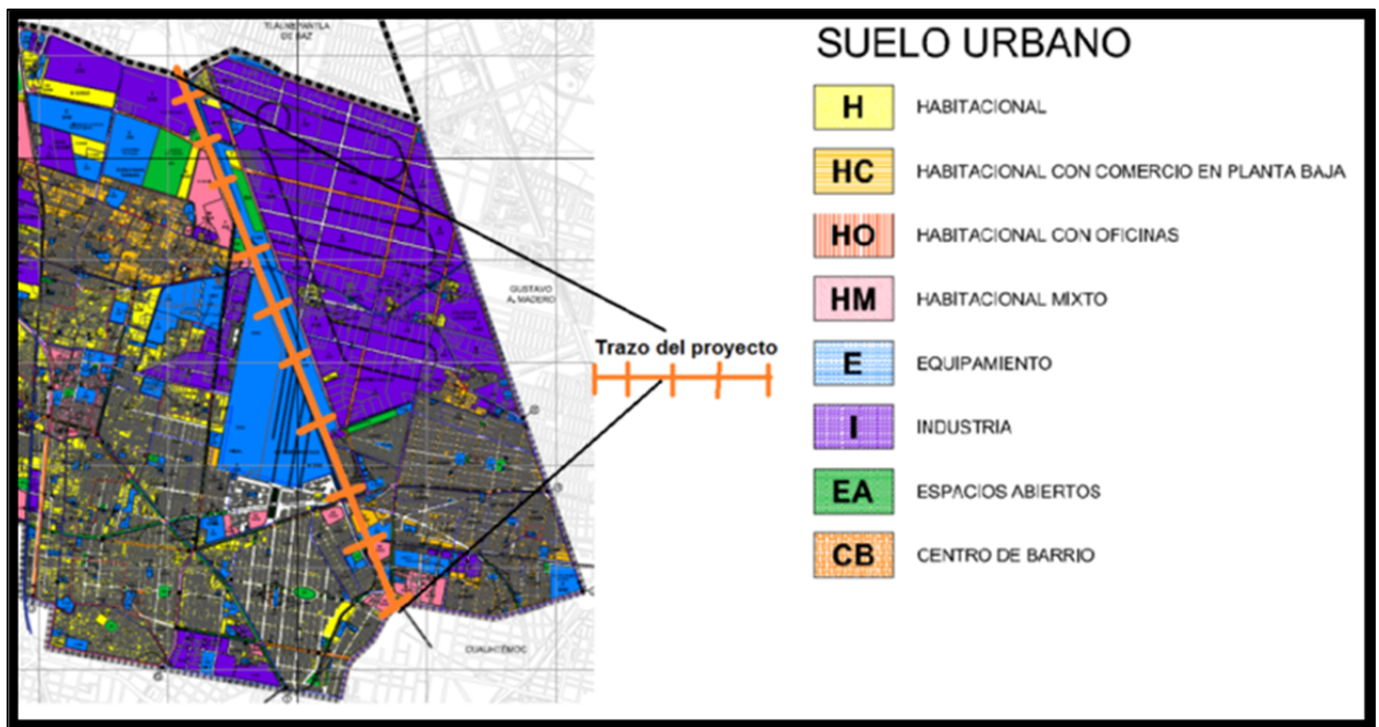 TLALNEPANTLA
DE BAZ
GUSTAVO
A. MADERO
CUAUHTÉMOC
Trazo del proyecto
SUELO URBANO
H HABITACIONAL
HC HABITACIONAL CON COMERCIO EN PLANTA BAJA
HO HABITACIONAL CON OFICINAS
HM HABITACIONAL MIXTO
E EQUIPAMIENTO
I INDUSTRIA
EA ESPACIOS ABIERTOS
CB CENTRO DE BARRIO